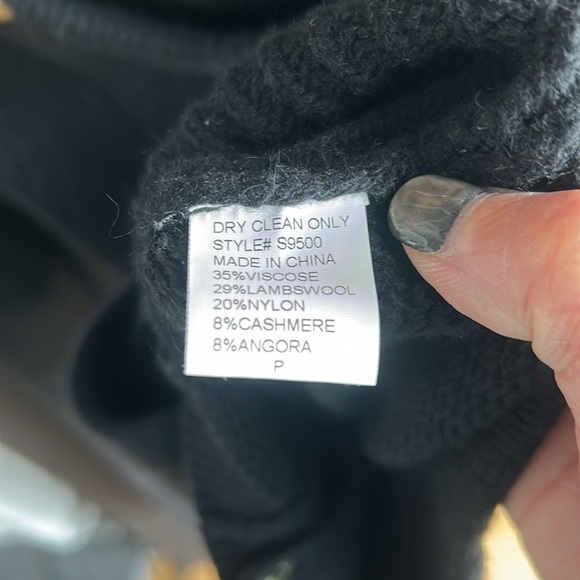 DRY CLEAN ONLY
STYLE# S9500
MADE IN CHINA
35%VISCOSE
29%LAMBSWOOL
20%NYLON
8%CASHMERE
8%ANGORA
P